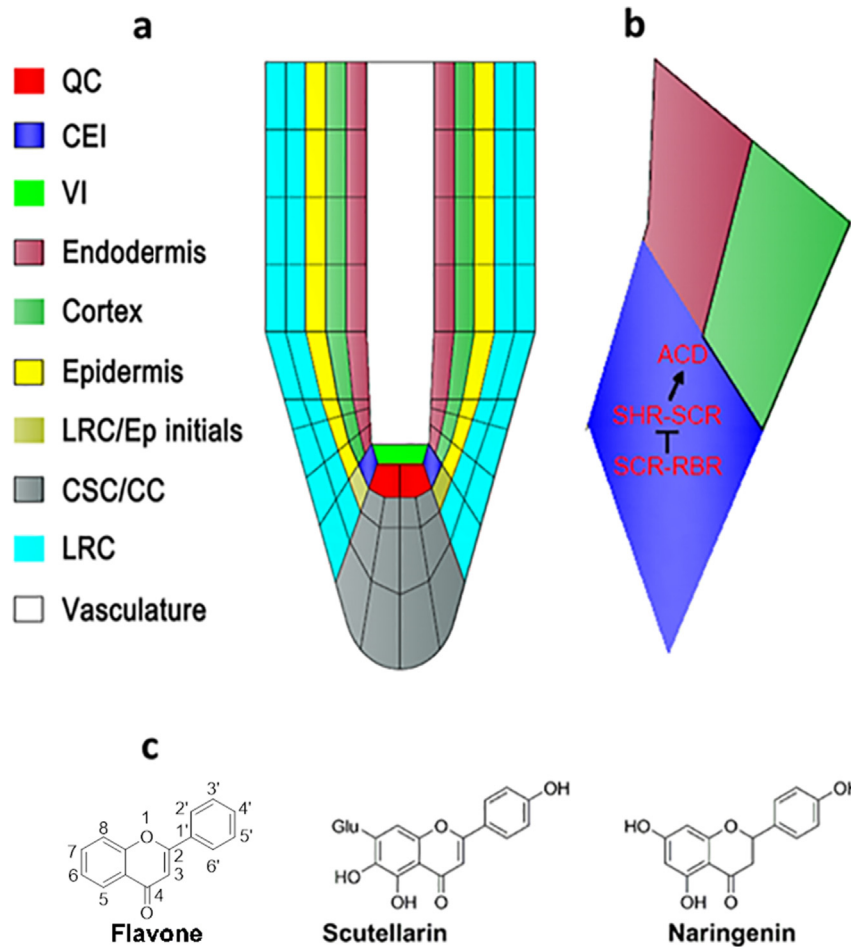 a
b
QC
CEI
VI
Endodermis
Cortex
Epidermis
LRC/Ep initials
CSC/CC
LRC
Vasculature
ACD
SHR-SCR
SCR-RBR
c
1
2
3
4
5
6
7
8
1'
2'
3'
4'
5'
6'
O
O
Flavone
Glu
HO
OH
O
O
OH
Scutellarin
HO
OH
O
O
OH
Naringenin